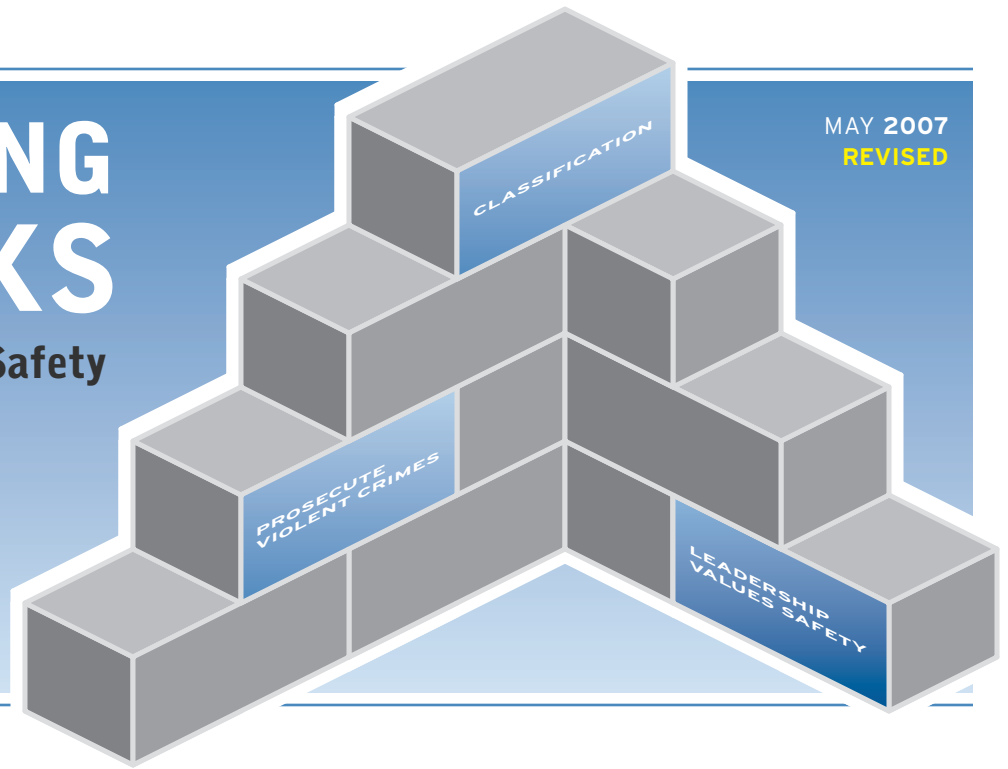 NG
KS
Safety
MAY 2007
REVISED
CLASSIFICATION
PROSECUTE
VIOLENT CRIMES
LEADERSHIP
VALUES SAFETY